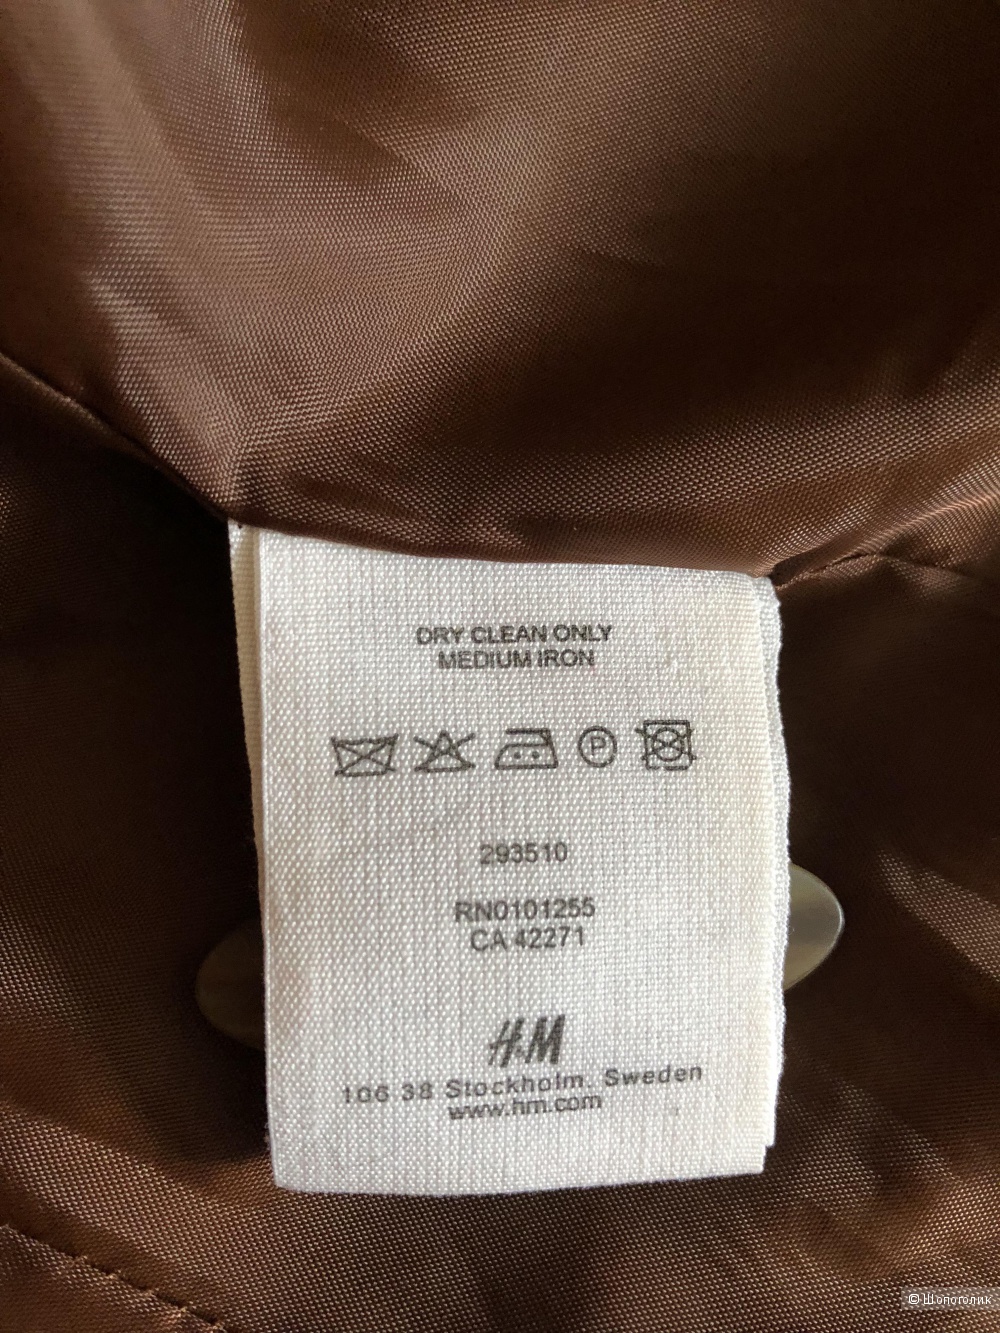 DRY CLEAN ONLY
MEDIUM IRON
P
293510
RN0101255
CA 42271
H&M
106 38 Stockholm. Sweden
www.hm.com
© Шопоголик